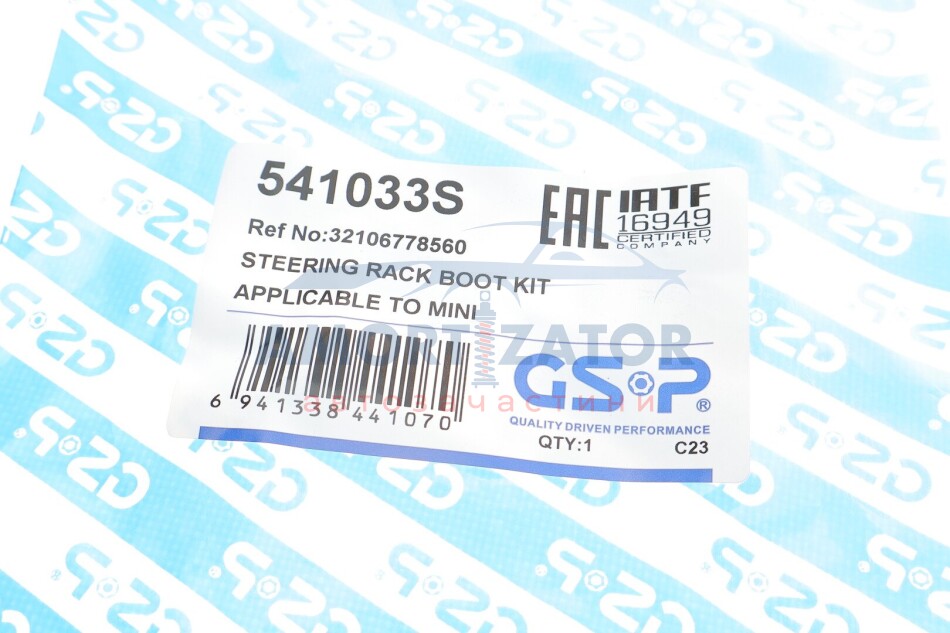 541033S
EAC
IATF
16949
CERTIFIED
COMPANY
Ref No:32106778560
STEERING RACK BOOT KIT
APPLICABLE TO MINI
AMORTIZATOR
автозапчастини
6 941338 441070
GSP®
QUALITY DRIVEN PERFORMANCE
QTY:1
C23